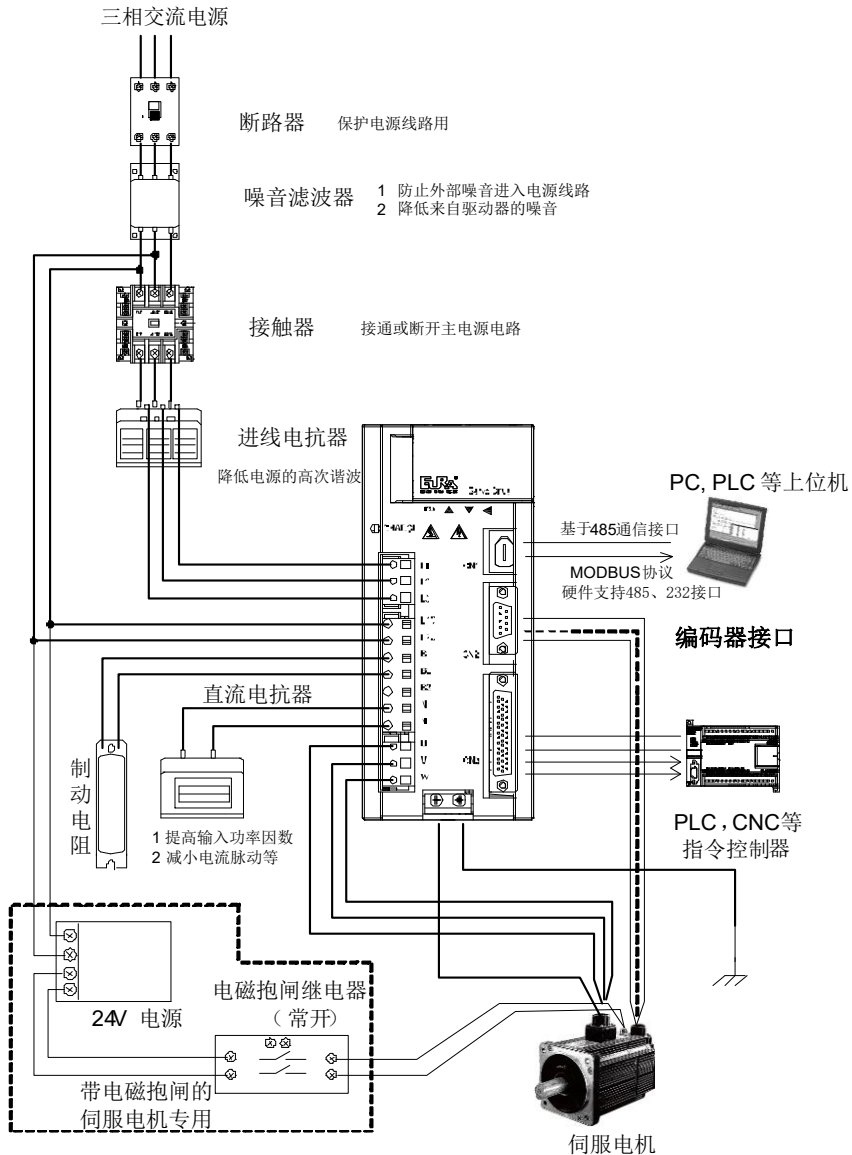 三相交流电源
断路器 保护电源线路用
噪音滤波器
1 防止外部噪音进入电源线路
2 降低来自驱动器的噪音
接触器 接通或断开主电源电路
进线电抗器
降低电源的高次谐波
EURA
PC, PLC 等上位机
基于485通信接口
MODBUS协议
硬件支持485、232接口
L3
编码器接口
直流电抗器
1 提高输入功率因数
2 减小电流脉动等
制动电阻
V
W
PLC，CNC等
指令控制器
24V 电源
电磁抱闸继电器
（常开）
带电磁抱闸的
伺服电机专用
伺服电机